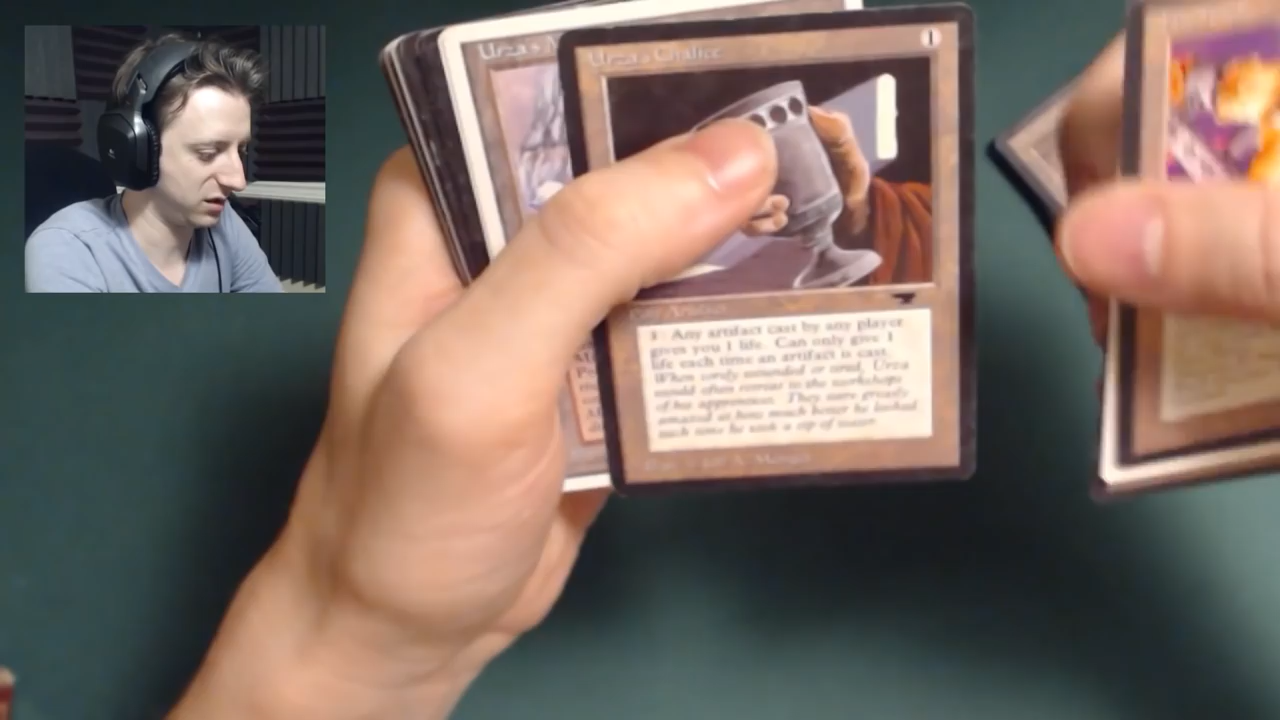 Urza's
Urza's Chalice
1
Artifact
1 Any artifact cast by any player
gives you 1 life. Can only give 1
life each time an artifact is cast.
When sorely wounded or tired, Urza
would often retreat to the workshops
of his apprentices. They were greatly
amazed at how much better he looked
each time he took a sip of water.